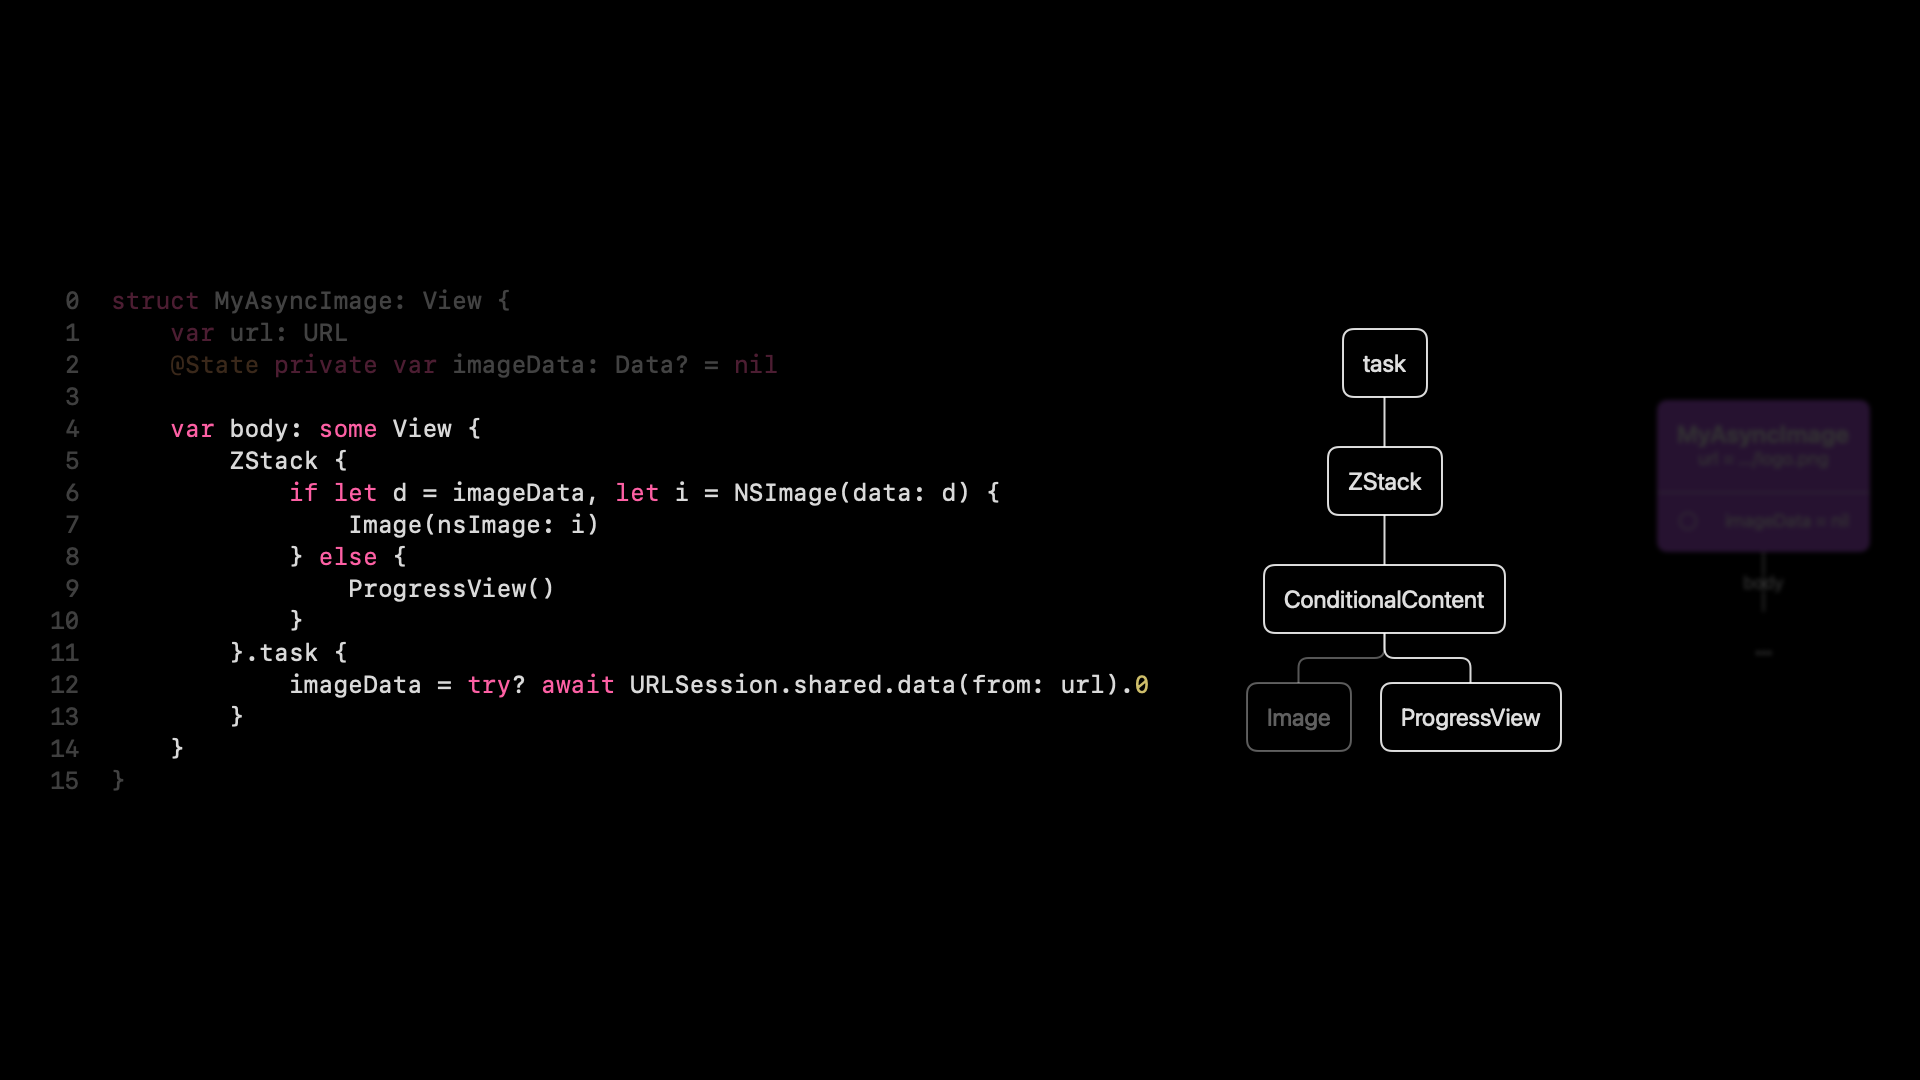 0 struct MyAsyncImage: View {
1 var url: URL
2 @State private var imageData: Data? = nil
3
4 var body: some View {
5 ZStack {
6 if let d = imageData, let i = NSImage(data: d) {
7 Image(nsImage: i)
8 } else {
9 ProgressView()
10 }
11 }.task {
12 imageData = try? await URLSession.shared.data(from: url).0
13 }
14 }
15 }
task
ZStack
ConditionalContent
Image
ProgressView
MyAsyncImage
url = .../logo.png
imageData = nil
body